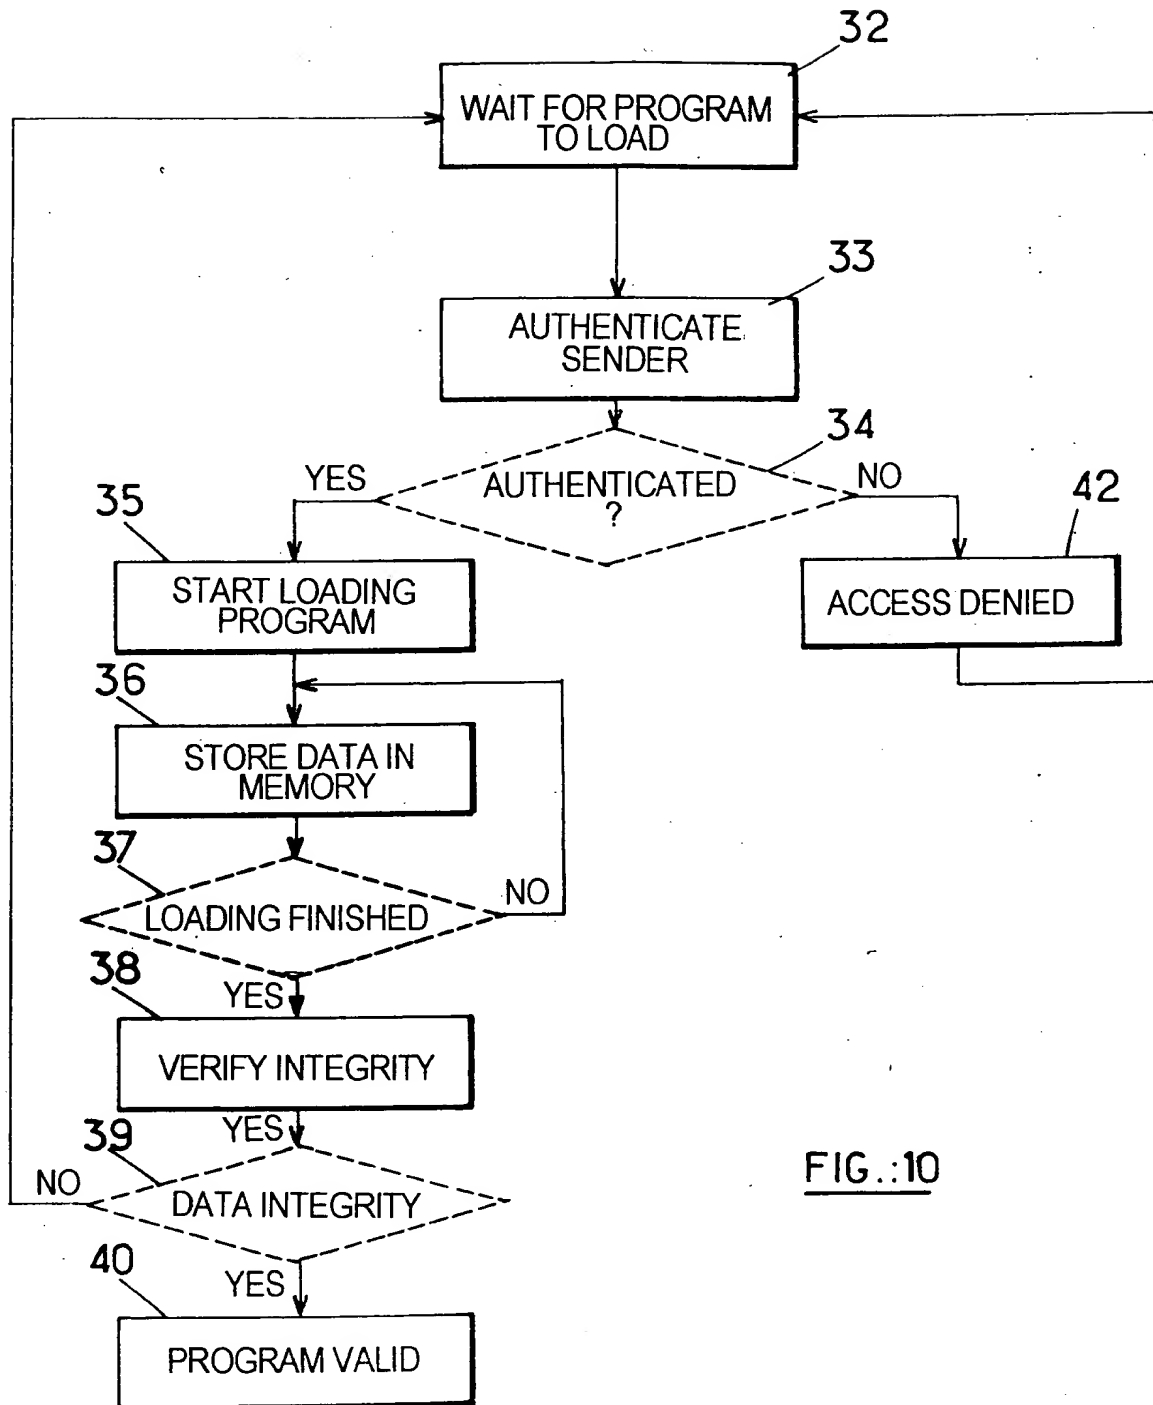 32
WAIT FOR PROGRAM
TO LOAD
33
AUTHENTICATE
SENDER
34
YES
AUTHENTICATED
?
NO
35
42
START LOADING
PROGRAM
ACCESS DENIED
36
STORE DATA IN
MEMORY
37
LOADING FINISHED
NO
38
YES
VERIFY INTEGRITY
YES
39
NO
DATA INTEGRITY
FIG.:10
40
YES
PROGRAM VALID